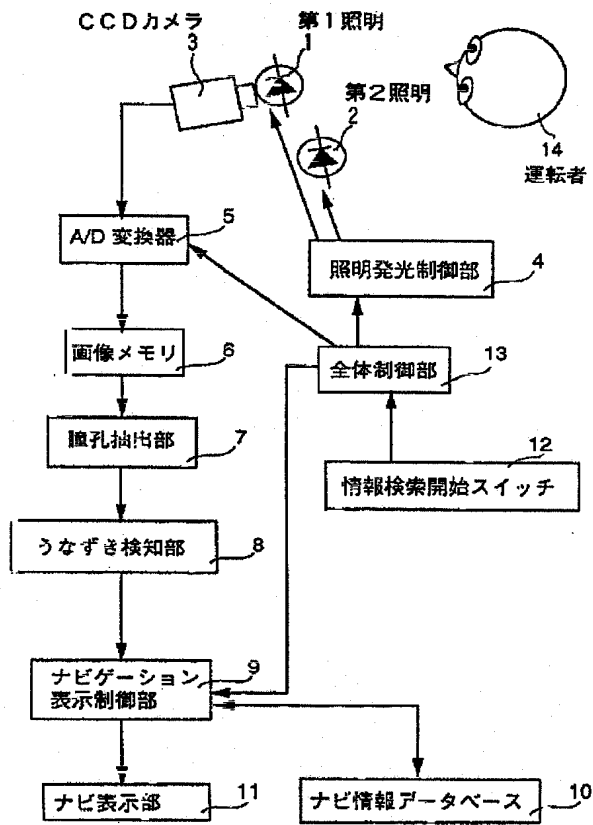 CCDカメラ
3
第1照明
1
第2照明
2
14
運転者
A/D 変換器
5
照明発光制御部
4
画像メモリ
6
全体制御部
13
瞳孔抽出部
7
12
情報検索開始スイッチ
うなずき検知部
8
ナビゲーション
表示制御部
9
ナビ表示部
11
ナビ情報データベース
10